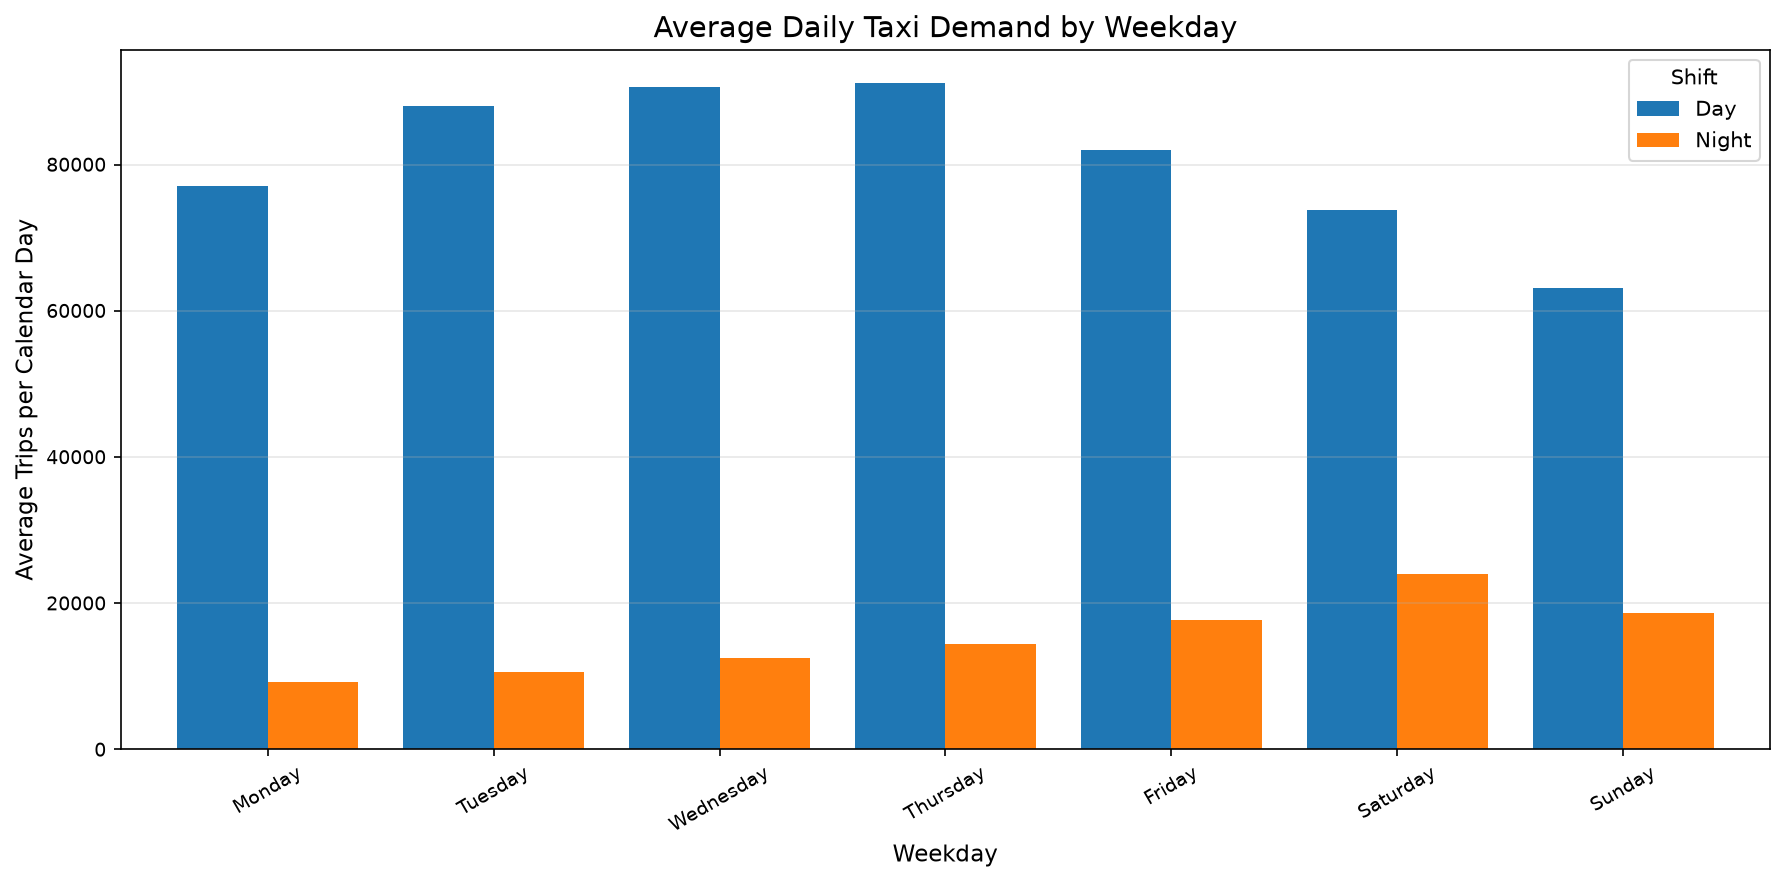 Average Daily Taxi Demand by Weekday
Shift
Day
Night
Average Trips per Calendar Day
80000
60000
40000
20000
0
Monday
Tuesday
Wednesday
Thursday
Friday
Saturday
Sunday
Weekday